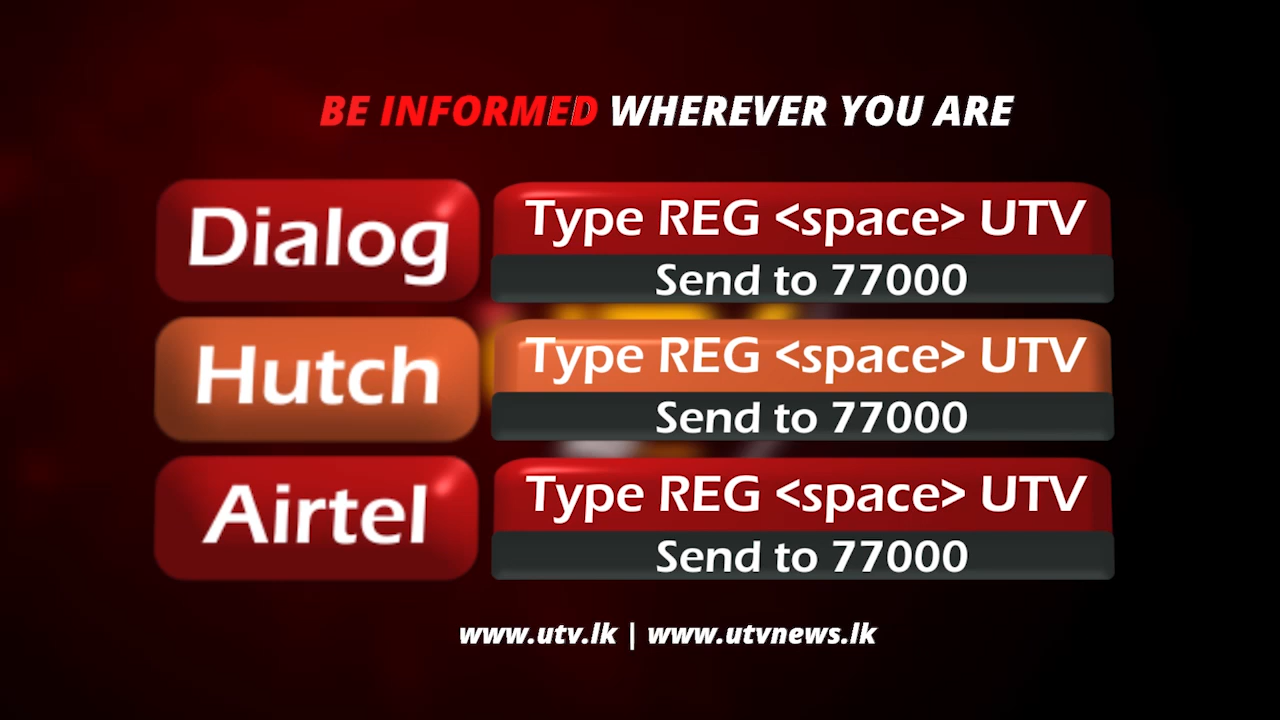 BE INFORMED WHEREVER YOU ARE
Dialog
Type REG <space> UTV
Send to 77000
Hutch
Type REG <space> UTV
Send to 77000
Airtel
Type REG <space> UTV
Send to 77000
www.utv.lk | www.utvnews.lk